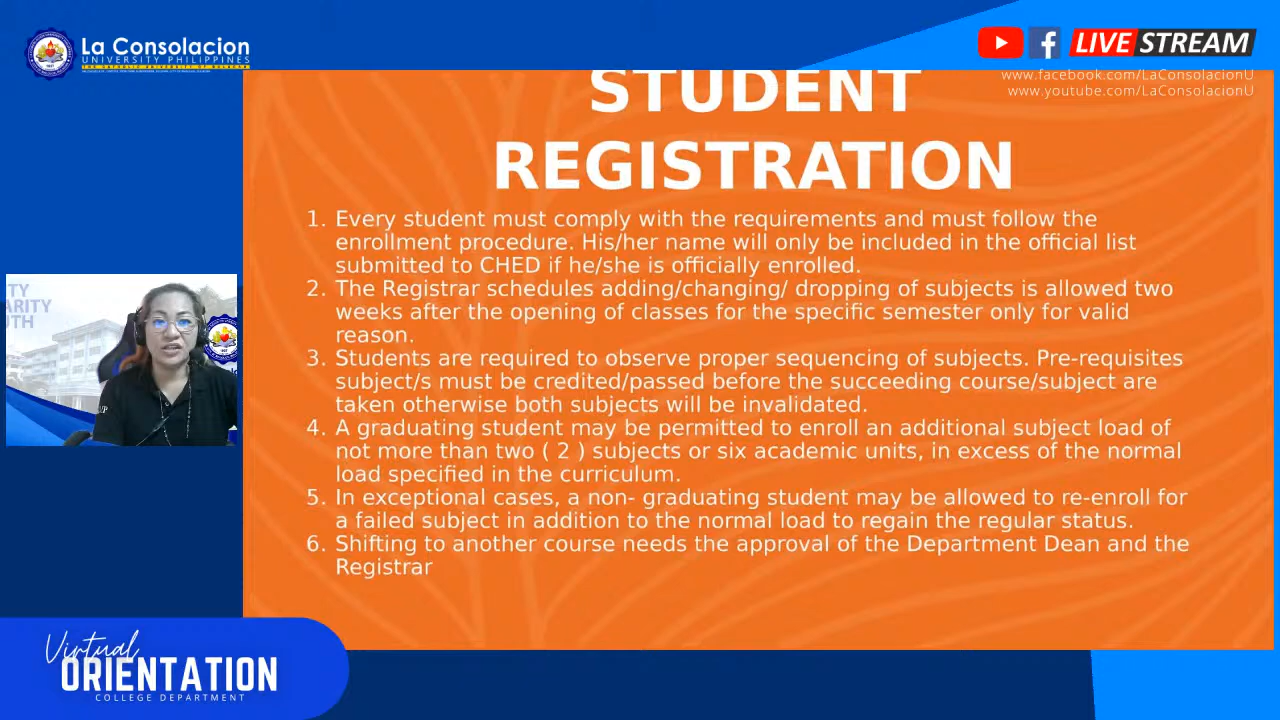 La Consolacion
UNIVERSITY PHILIPPINES
LIVE STREAM
www.facebook.com/LaConsolacionU
www.youtube.com/LaConsolacionU
STUDENT
REGISTRATION
1. Every student must comply with the requirements and must follow the
enrollment procedure. His/her name will only be included in the official list
submitted to CHED if he/she is officially enrolled.
2. The Registrar schedules adding/changing/ dropping of subjects is allowed two
weeks after the opening of classes for the specific semester only for valid
reason.
3. Students are required to observe proper sequencing of subjects. Pre-requisites
subject/s must be credited/passed before the succeeding course/subject are
taken otherwise both subjects will be invalidated.
4. A graduating student may be permitted to enroll an additional subject load of
not more than two ( 2 ) subjects or six academic units, in excess of the normal
load specified in the curriculum.
5. In exceptional cases, a non- graduating student may be allowed to re-enroll for
a failed subject in addition to the normal load to regain the regular status.
6. Shifting to another course needs the approval of the Department Dean and the
Registrar
Virtual
ORIENTATION
COLLEGE DEPARTMENT